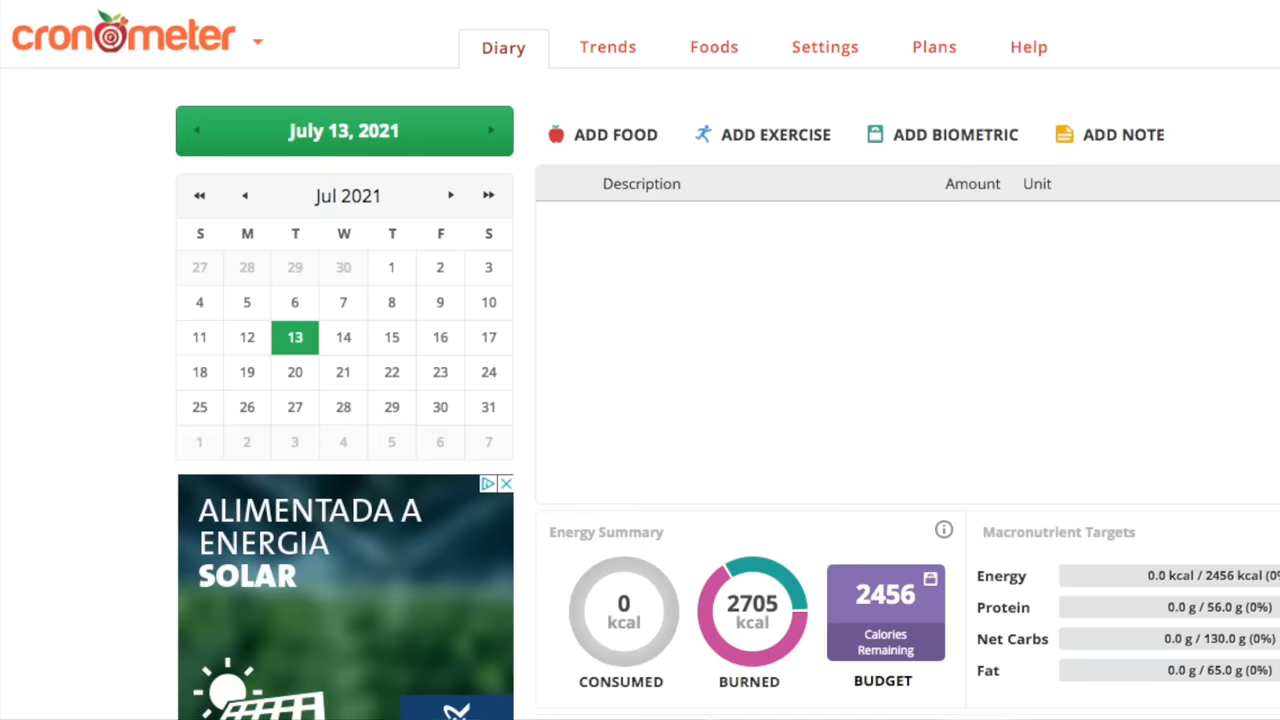 cronometer
Diary
Trends
Foods
Settings
Plans
Help
July 13, 2021
ADD FOOD
ADD EXERCISE
ADD BIOMETRIC
ADD NOTE
Description
Amount
Unit
Jul 2021
S M T W T F S
27 28 29 30 1 2 3
4 5 6 7 8 9 10
11 12 13 14 15 16 17
18 19 20 21 22 23 24
25 26 27 28 29 30 31
1 2 3 4 5 6 7
ALIMENTADA A
ENERGIA
SOLAR
Energy Summary
0
kcal
CONSUMED
2705
kcal
BURNED
2456
Calories
Remaining
BUDGET
Macronutrient Targets
Energy 0.0 kcal / 2456 kcal (0%
Protein 0.0 g / 56.0 g (0%)
Net Carbs 0.0 g / 130.0 g (0%)
Fat 0.0 g / 65.0 g (0%)